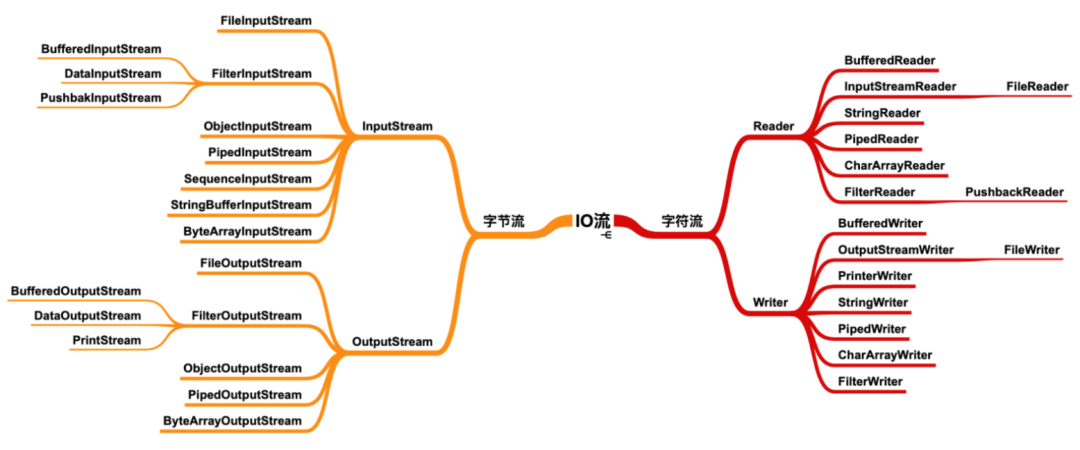 IO流
字节流
InputStream
FileInputStream
FilterInputStream
BufferedInputStream
DataInputStream
PushbakInputStream
ObjectInputStream
PipedInputStream
SequenceInputStream
StringBufferInputStream
ByteArrayInputStream
OutputStream
FileOutputStream
FilterOutputStream
BufferedOutputStream
DataOutputStream
PrintStream
ObjectOutputStream
PipedOutputStream
ByteArrayOutputStream
字符流
Reader
BufferedReader
InputStreamReader
FileReader
StringReader
PipedReader
CharArrayReader
FilterReader
PushbackReader
Writer
BufferedWriter
OutputStreamWriter
FileWriter
PrinterWriter
StringWriter
PipedWriter
CharArrayWriter
FilterWriter